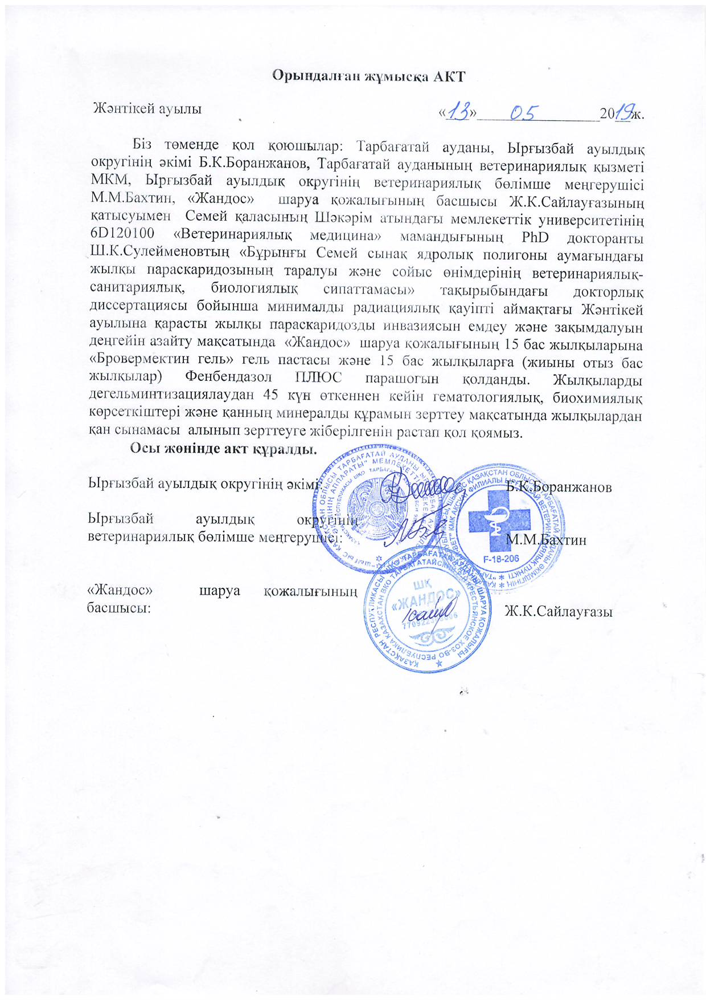 Орындалған жұмысқа АКТ
Жәнтікей ауылы «13» 05 2019ж.
Біз төменде қол қоюшылар: Тарбағатай ауданы, Ырғызбай ауылдық
округінің әкімі Б.К.Боранжанов, Тарбағатай ауданының ветеринариялық қызметі
МКМ, Ырғызбай ауылдық округінің ветеринариялық бөлімше меңгерушісі
М.М.Бахтин, «Жандос» шаруа қожалығының басшысы Ж.К.Сайлауғазының
қатысуымен Семей қаласының Шәкәрім атындағы мемлекеттік университетінің
6D120100 «Ветеринариялық медицина» мамандығының PhD докторанты
Ш.К.Сулейменовтың «Бұрынғы Семей сынақ ядролық полигоны аумағындағы
жылқы параскаридозының таралуы және сойыс өнімдерінің ветеринариялық-
санитариялық, биологиялық сипаттамасы» тақырыбындағы докторлық
диссертациясы бойынша минималды радиациялық қауіпті аймақтағы Жәнтікей
ауылына қарасты жылқы параскаридозды инвазиясын емдеу және зақымдалуын
деңгейін азайту мақсатында «Жандос» шаруа қожалығының 15 бас жылқыларына
«Бровермектин гель» гель пастасы және 15 бас жылқыларға (жиыны отыз бас
жылқылар) Фенбендазол ПЛЮС парашогын қолданды. Жылқыларды
дегельминтизациялаудан 45 күн өткеннен кейін гематологиялық, биохимиялық
көрсеткіштері және қанның минералды құрамын зерттеу мақсатында жылқылардан
қан сынамасы алынып зерттеуге жіберілгенін растап қол қоямыз.
Осы жөнінде акт құралды.
Ырғызбай ауылдық округінің әкімі: Б.К.Боранжанов
Ырғызбай ауылдық округінің
ветеринариялық бөлімше меңгерушісі: М.М.Бахтин
F-18-206
«Жандос» шаруа қожалығының
басшысы: Ж.К.Сайлауғазы
ШҚ
«ЖАНДОС»